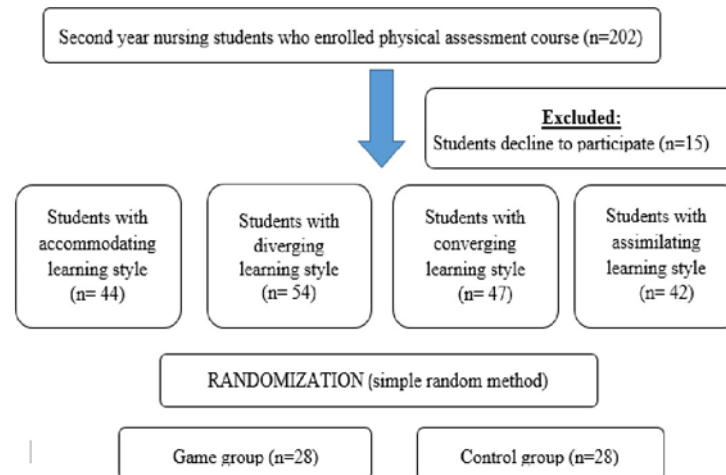 Second year nursing students who enrolled physical assessment course (n=202)
Excluded:
Students decline to participate (n=15)
Students with
accommodating
learning style
(n= 44)
Students with
diverging
learning style
(n= 54)
Students with
converging
learning style
(n= 47)
Students with
assimilating
learning style
(n= 42)
RANDOMIZATION (simple random method)
Game group (n=28)
Control group (n=28)